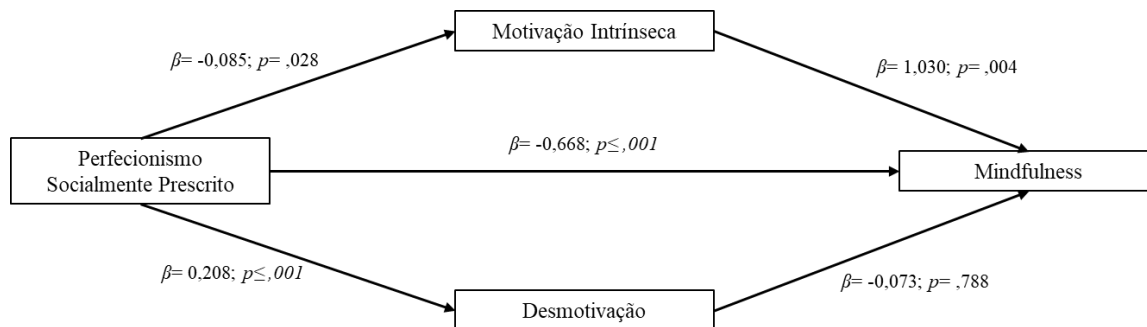 Motivação Intrínseca
β= -0,085; p= ,028
β= 1,030; p= ,004
β= -0,668; p≤,001
Perfecionismo
Socialmente Prescrito
Mindfulness
β= 0,208; p≤,001
β= -0,073; p= ,788
Desmotivação